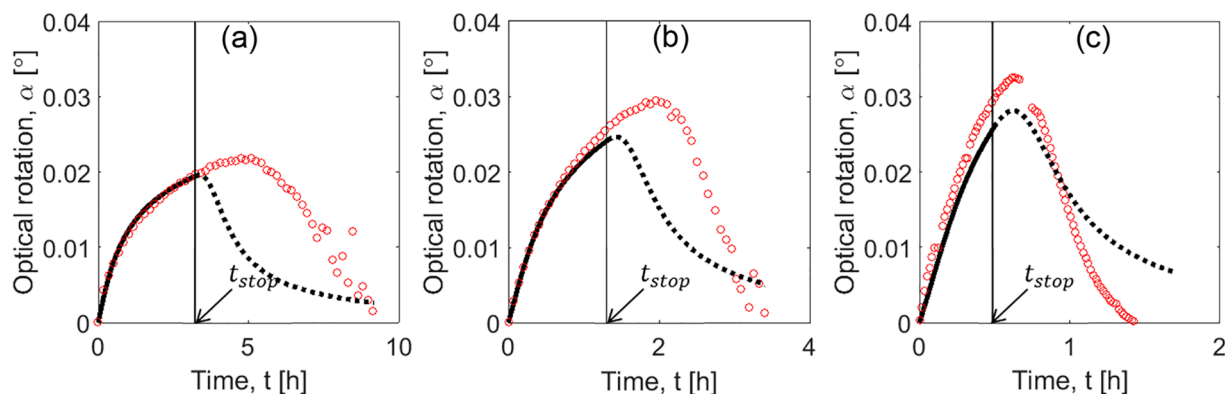 (a)
Optical rotation, α [°]
0.04
0.03
0.02
0.01
0
t_stop
0
5
10
Time, t [h]
(b)
Optical rotation, α [°]
0.04
0.03
0.02
0.01
0
t_stop
0
2
4
Time, t [h]
(c)
Optical rotation, α [°]
0.04
0.03
0.02
0.01
0
t_stop
0
1
2
Time, t [h]